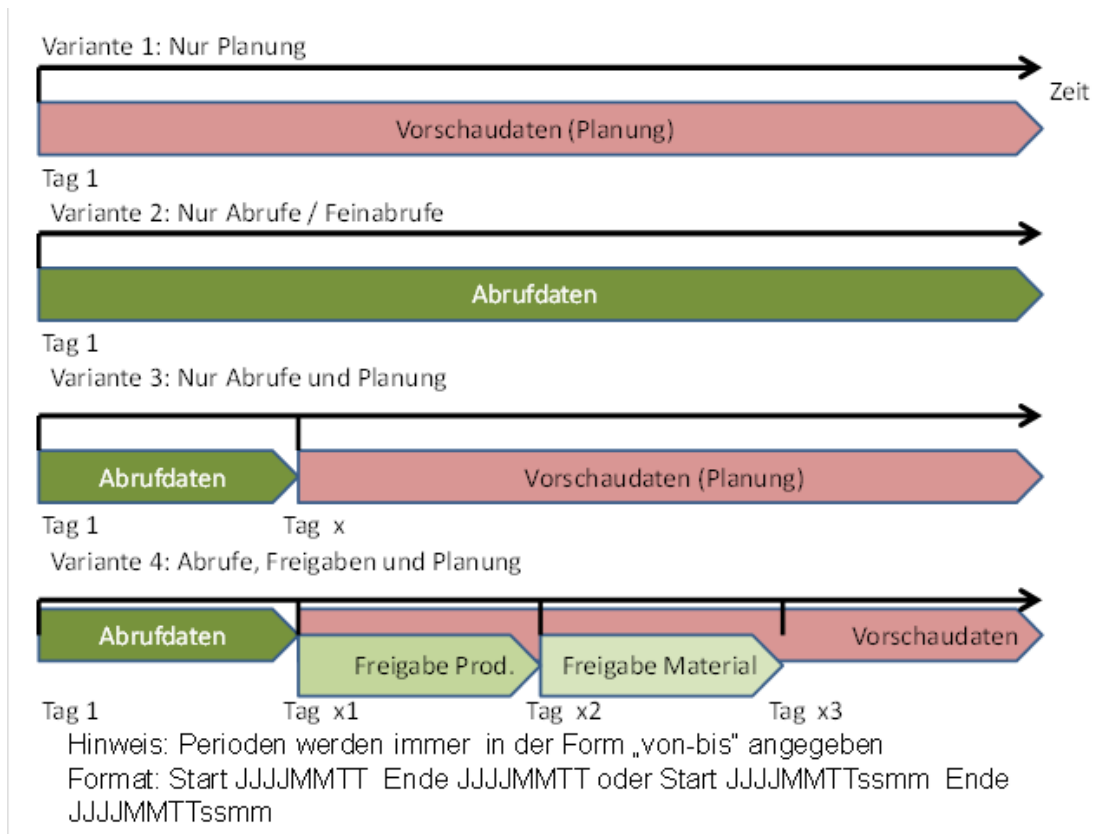 Variante 1: Nur Planung
Zeit
Vorschaudaten (Planung)
Tag 1
Variante 2: Nur Abrufe / Feinabrufe
Abrufdaten
Tag 1
Variante 3: Nur Abrufe und Planung
Abrufdaten Vorschaudaten (Planung)
Tag 1 Tag x
Variante 4: Abrufe, Freigaben und Planung
Abrufdaten Vorschaudaten
Freigabe Prod. Freigabe Material
Tag 1 Tag x1 Tag x2 Tag x3
Hinweis: Perioden werden immer in der Form „von-bis“ angegeben
Format: Start JJJJMMTT Ende JJJJMMTT oder Start JJJJMMTTssmm Ende
JJJJMMTTssmm